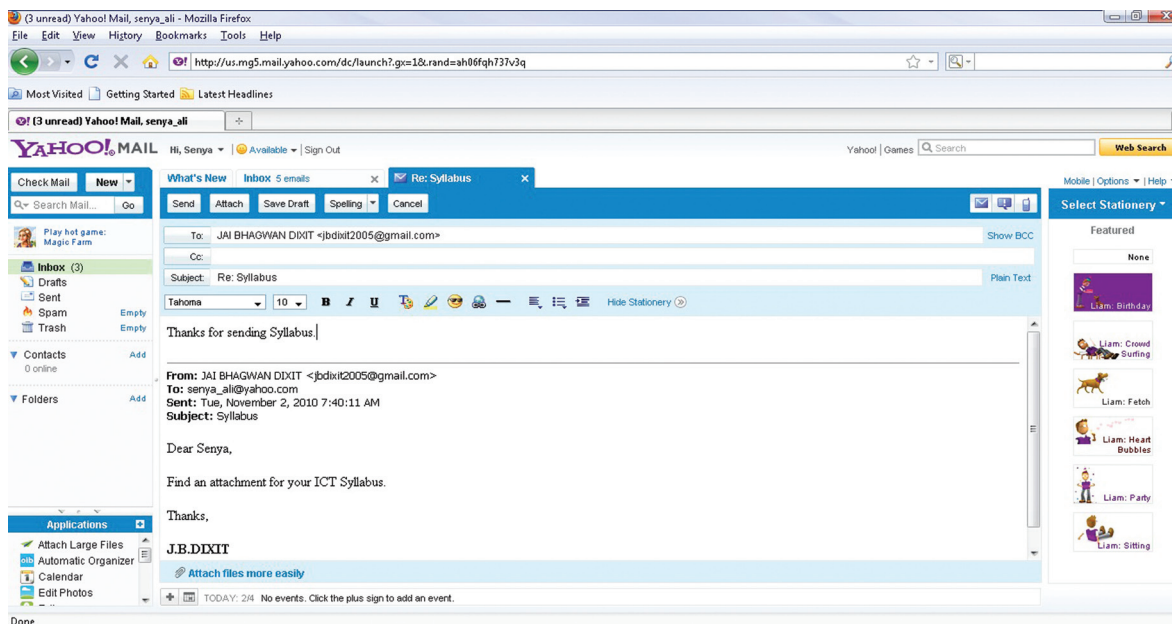 (3 unread) Yahoo! Mail, senya_ali - Mozilla Firefox
File Edit View History Bookmarks Tools Help
http://us.mg5.mail.yahoo.com/dc/launch?.gx=1&.rand=ah06fqh737v3q
Most Visited Getting Started Latest Headlines
(3 unread) Yahoo! Mail, senya_ali
YAHOO! MAIL Hi, Senya Available Sign Out Yahoo! Games Search Web Search
Check Mail New What's New Inbox 5 emails x Re: Syllabus x Mobile | Options | Help
Search Mail... Go Send Attach Save Draft Spelling Cancel Select Stationery
Play hot game:
Magic Farm
To: JAI BHAGWAN DIXIT <jbdixit2005@gmail.com> Show BCC
Cc:
Subject: Re: Syllabus Plain Text
Tahoma 10 B I U Hide Stationery
Inbox (3)
Drafts
Sent
Spam Empty
Trash Empty
Contacts Add
0 online
Folders Add
Applications
Attach Large Files
Automatic Organizer
Calendar
Edit Photos
Thanks for sending Syllabus.
From: JAI BHAGWAN DIXIT <jbdixit2005@gmail.com>
To: senya_ali@yahoo.com
Sent: Tue, November 2, 2010 7:40:11 AM
Subject: Syllabus
Dear Senya,
Find an attachment for your ICT Syllabus.
Thanks,
J.B.DIXIT
Attach files more easily
TODAY: 2/4 No events. Click the plus sign to add an event.
Featured
None
Liam: Birthday
Liam: Crowd
Surfing
Liam: Fetch
Liam: Heart
Bubbles
Liam: Party
Liam: Sitting
Done